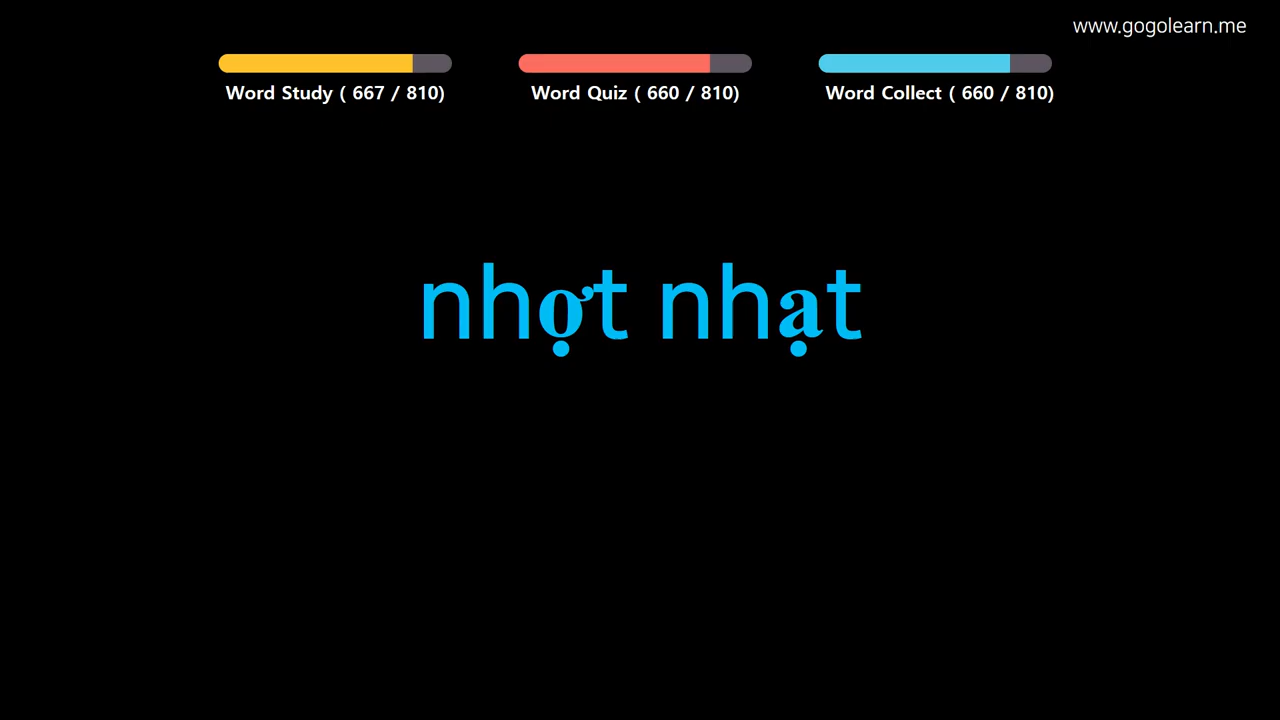 www.gogolearn.me
Word Study ( 667 / 810)
Word Quiz ( 660 / 810)
Word Collect ( 660 / 810)
nhợt nhạt